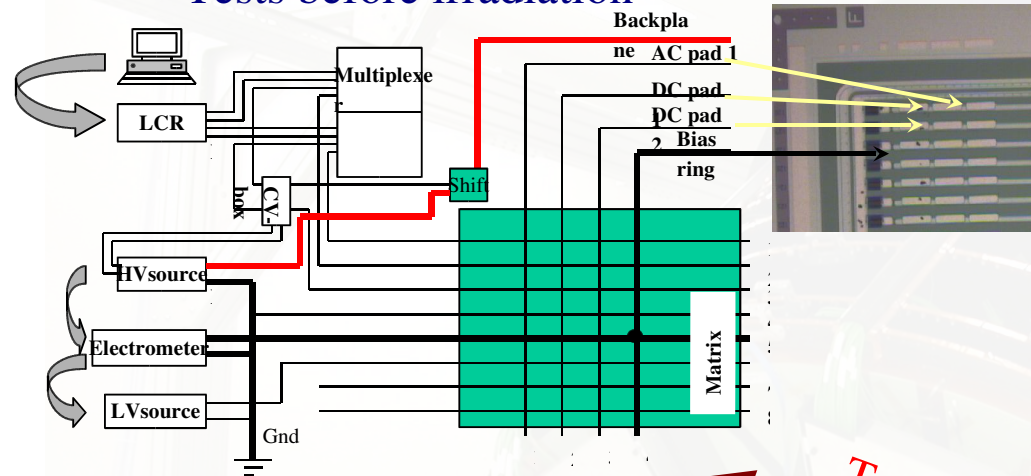 Tests before irradiation
Backpla
ne
AC pad 1
Multiplexe
r
DC pad
1
DC pad
2
Bias
ring
LCR
Shift
CV-
box
HVsource
Electrometer
Matrix
LVsource
Gnd
T
F